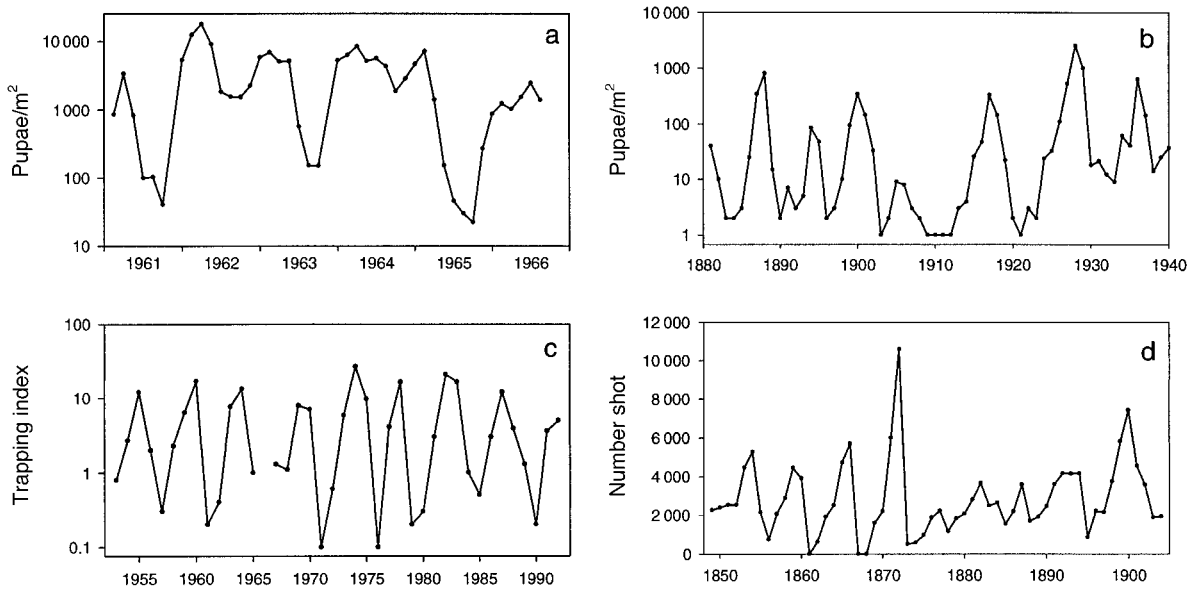 a
Pupae/m²
10 000
1000
100
10
1961 1962 1963 1964 1965 1966
b
Pupae/m²
10 000
1 000
100
10
1
1880 1890 1900 1910 1920 1930 1940
c
Trapping index
100
10
1
0.1
1955 1960 1965 1970 1975 1980 1985 1990
d
Number shot
12 000
10 000
8 000
6 000
4 000
2 000
0
1850 1860 1870 1880 1890 1900